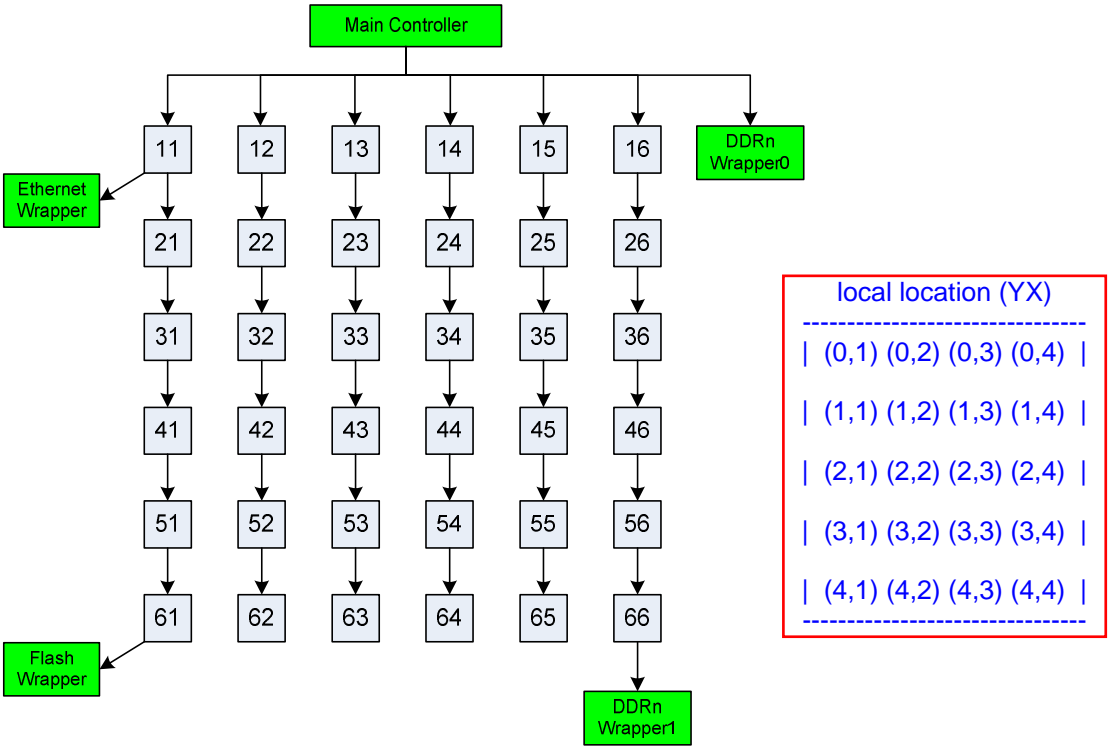 Main Controller
11 12 13 14 15 16
DDRn
Wrapper0
Ethernet
Wrapper
21 22 23 24 25 26
31 32 33 34 35 36
41 42 43 44 45 46
51 52 53 54 55 56
61 62 63 64 65 66
Flash
Wrapper
DDRn
Wrapper1
local location (YX)
--------------------------------
| (0,1) (0,2) (0,3) (0,4) |
| (1,1) (1,2) (1,3) (1,4) |
| (2,1) (2,2) (2,3) (2,4) |
| (3,1) (3,2) (3,3) (3,4) |
| (4,1) (4,2) (4,3) (4,4) |
--------------------------------